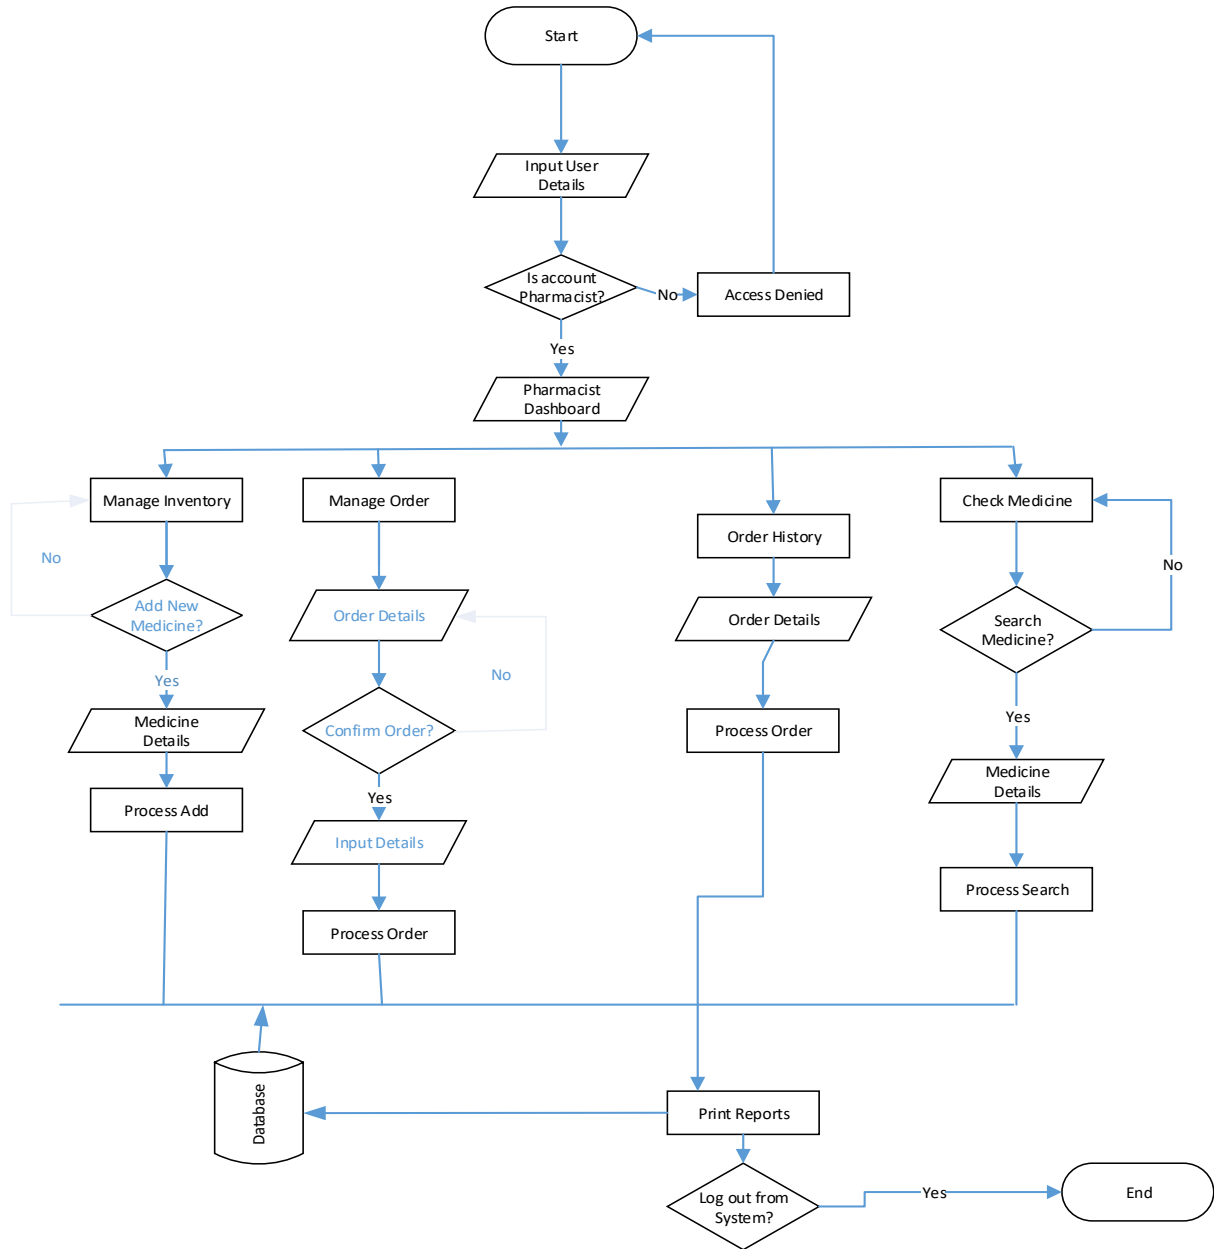 Start
Input User
Details
Is account
Pharmacist?
No
Access Denied
Yes
Pharmacist
Dashboard
Manage Inventory
Manage Order
Order History
Check Medicine
No
Add New
Medicine?
Yes
Medicine
Details
Process Add
Order Details
No
Confirm Order?
Yes
Input Details
Process Order
Order Details
Process Order
No
Search
Medicine?
Yes
Medicine
Details
Process Search
Database
Print Reports
Log out from
System?
Yes
End